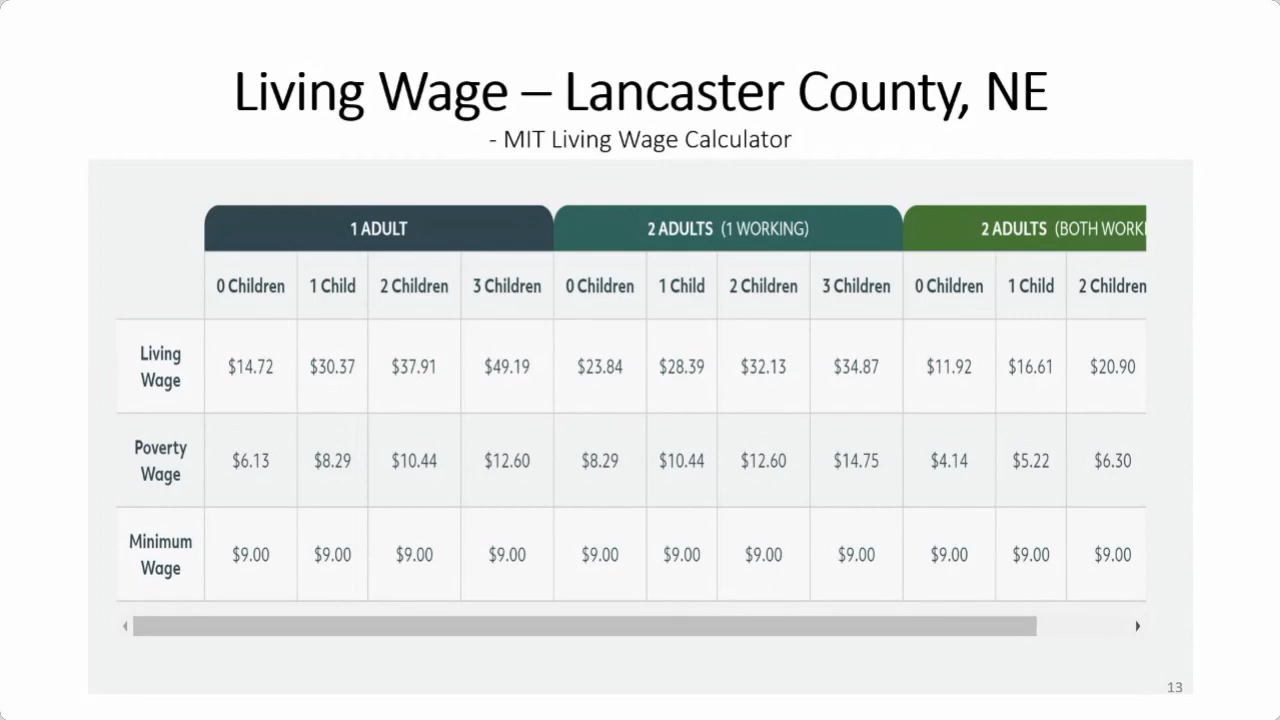 Living Wage – Lancaster County, NE
- MIT Living Wage Calculator
1 ADULT 2 ADULTS (1 WORKING) 2 ADULTS (BOTH WORKI
0 Children 1 Child 2 Children 3 Children 0 Children 1 Child 2 Children 3 Children 0 Children 1 Child 2 Children
Living Wage $14.72 $30.37 $37.91 $49.19 $23.84 $28.39 $32.13 $34.87 $11.92 $16.61 $20.90
Poverty Wage $6.13 $8.29 $10.44 $12.60 $8.29 $10.44 $12.60 $14.75 $4.14 $5.22 $6.30
Minimum Wage $9.00 $9.00 $9.00 $9.00 $9.00 $9.00 $9.00 $9.00 $9.00 $9.00 $9.00
13